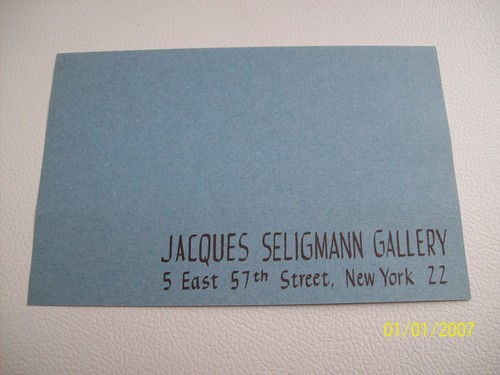 JACQUES SELIGMANN GALLERY
5 East 57th Street, New York 22
01/01/2007